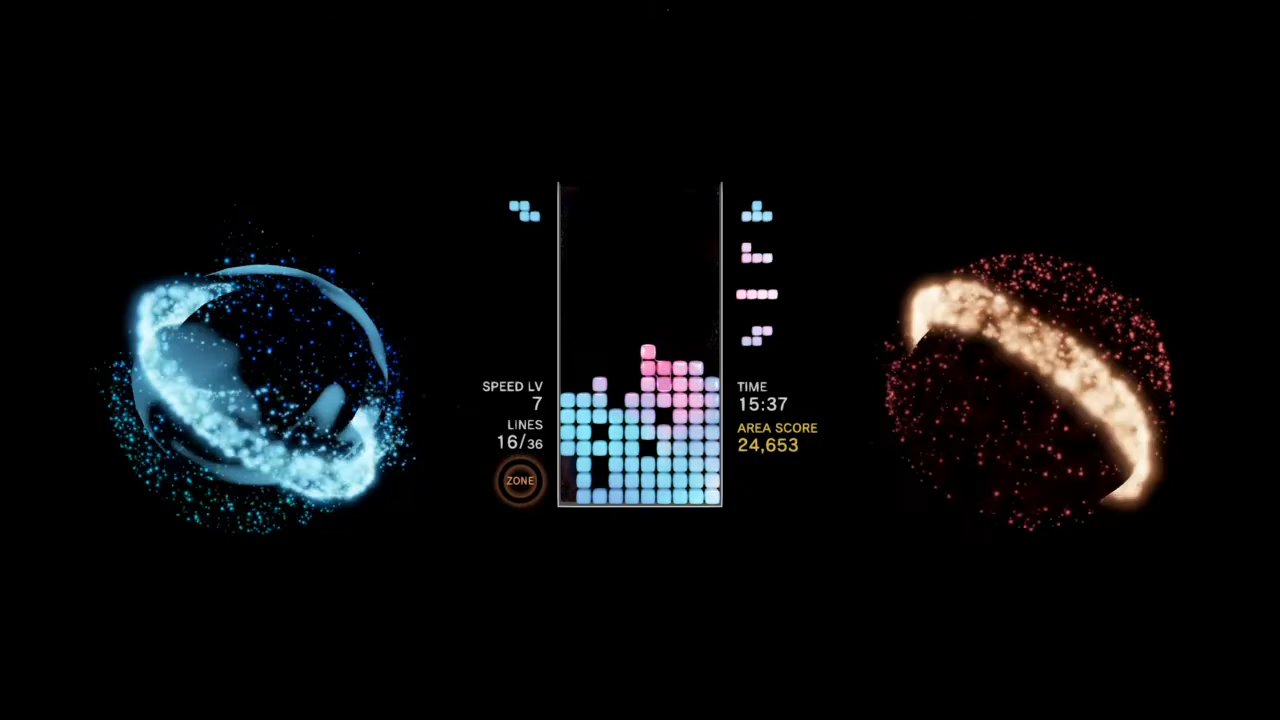 SPEED LV
7
LINES
16/36
ZONE
TIME
15:37
AREA SCORE
24,653